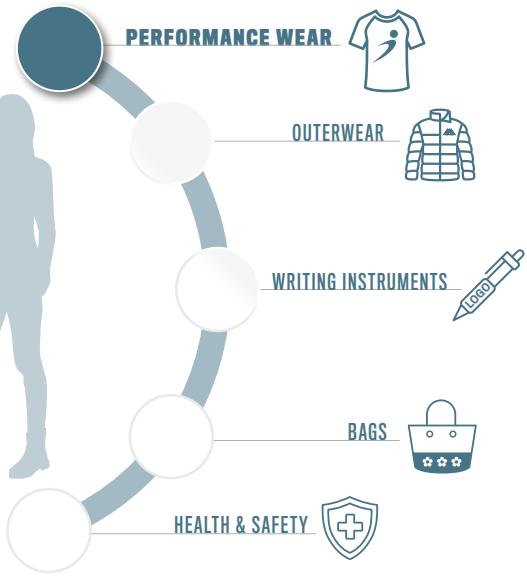 PERFORMANCE WEAR
OUTERWEAR
WRITING INSTRUMENTS
LOGO
BAGS
HEALTH & SAFETY